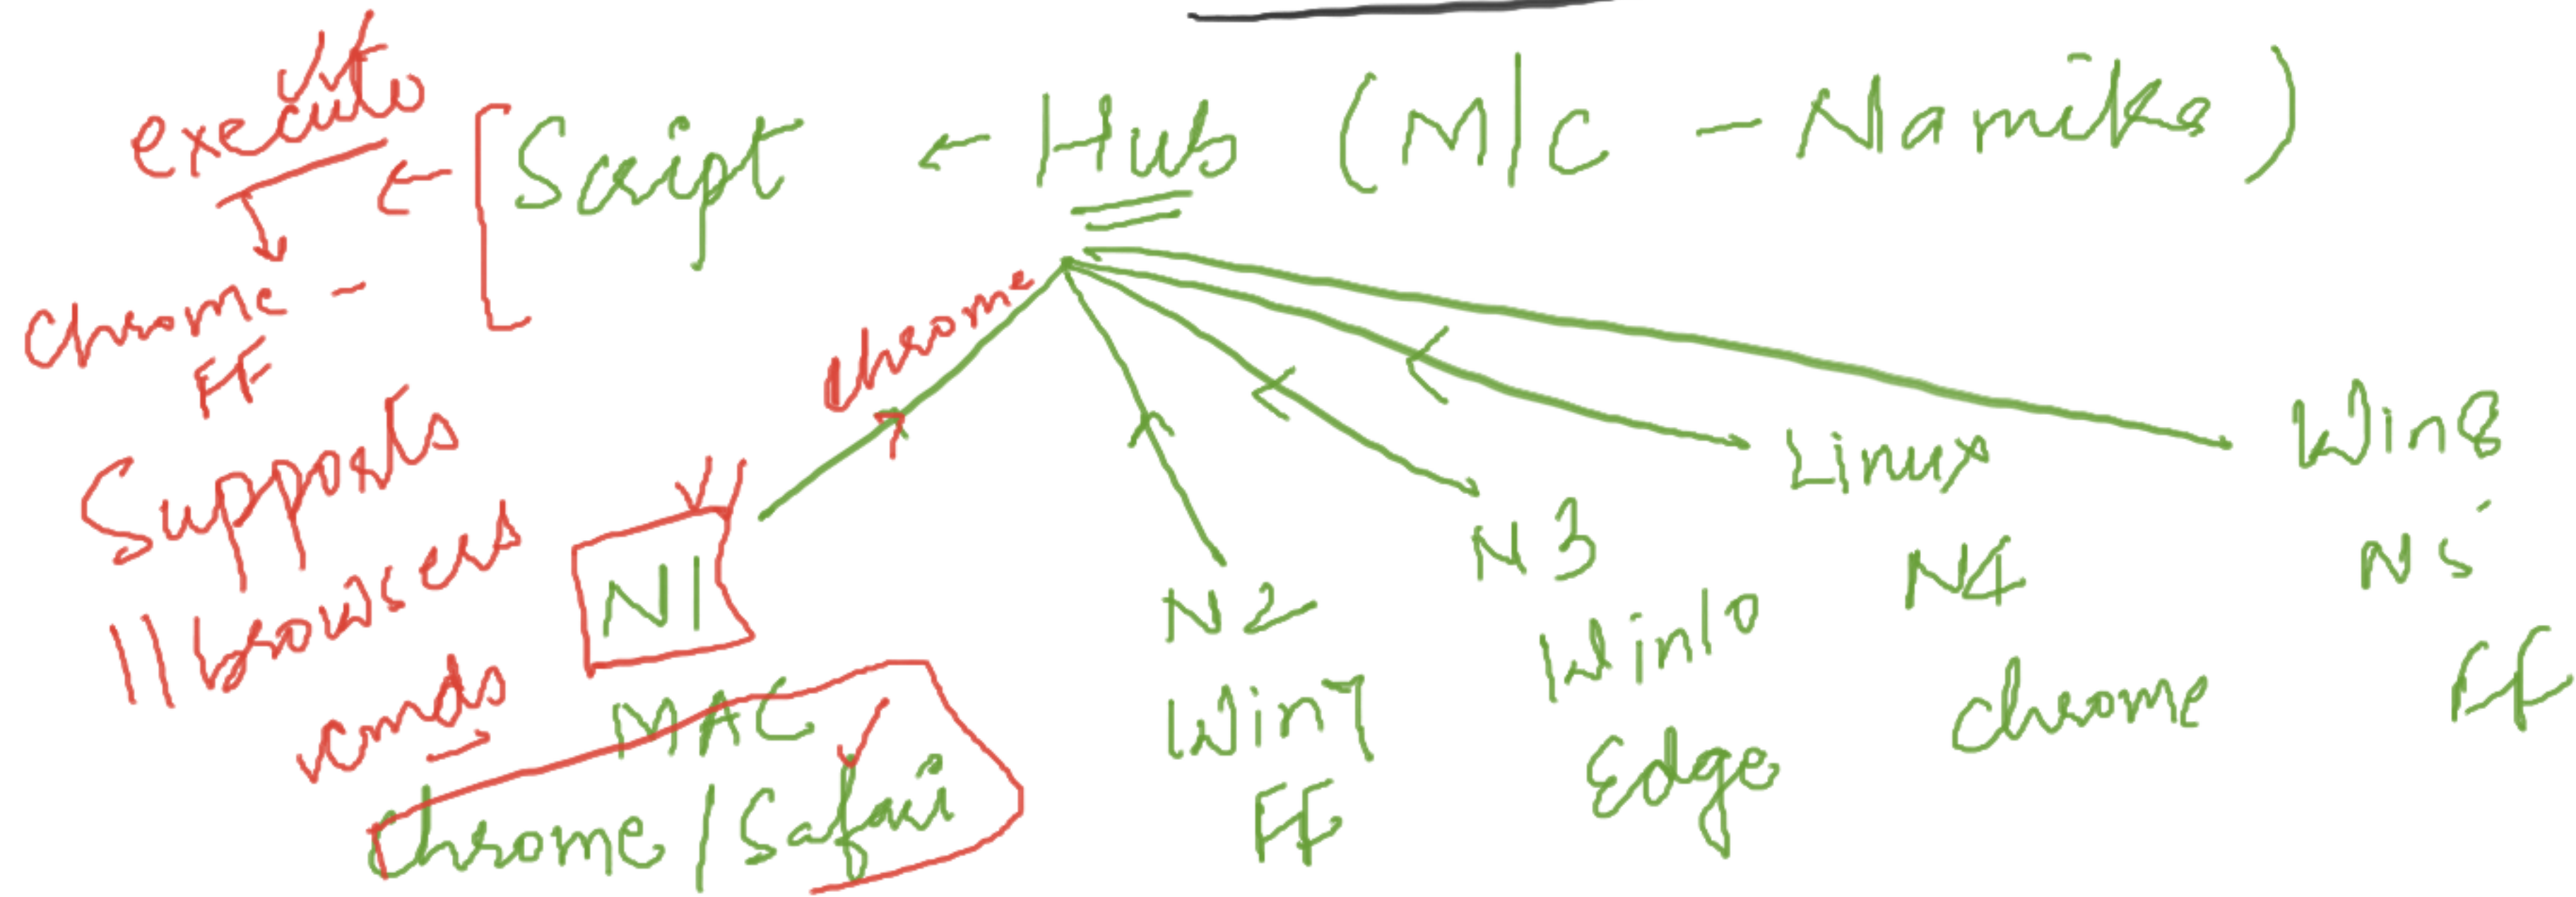 execute it
[Script ← Hub (M/c - Namika)
Chrome -
FF
Supports
|| browsers
cmds
chrome
N1
MAC
Chrome / Safari
N2
Win7
FF
N3
Win10
Edge
Linux
N4
Chrome
Win8
N5
FF